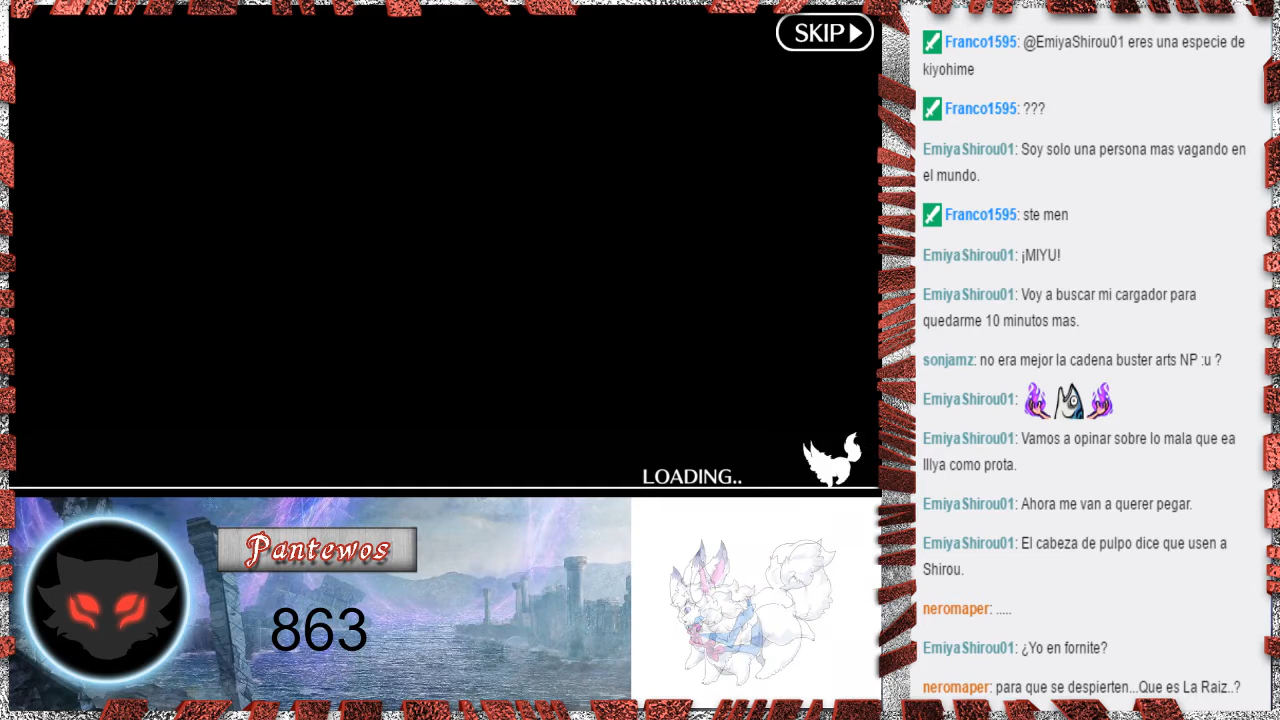 SKIP
LOADING..
Pantewos
863
Franco1595: @EmiyaShirou01 eres una especie de
kiyohime
Franco1595: ???
EmiyaShirou01: Soy solo una persona mas vagando en
el mundo.
Franco1595: ste men
EmiyaShirou01: ¡MIYU!
EmiyaShirou01: Voy a buscar mi cargador para
quedarme 10 minutos mas.
sonjamz: no era mejor la cadena buster arts NP :u ?
EmiyaShirou01:
EmiyaShirou01: Vamos a opinar sobre lo mala que ea
Illya como prota.
EmiyaShirou01: Ahora me van a querer pegar.
EmiyaShirou01: El cabeza de pulpo dice que usen a
Shirou.
neromaper: .....
EmiyaShirou01: ¿Yo en fornite?
neromaper: para que se despierten...Que es La Raiz..?